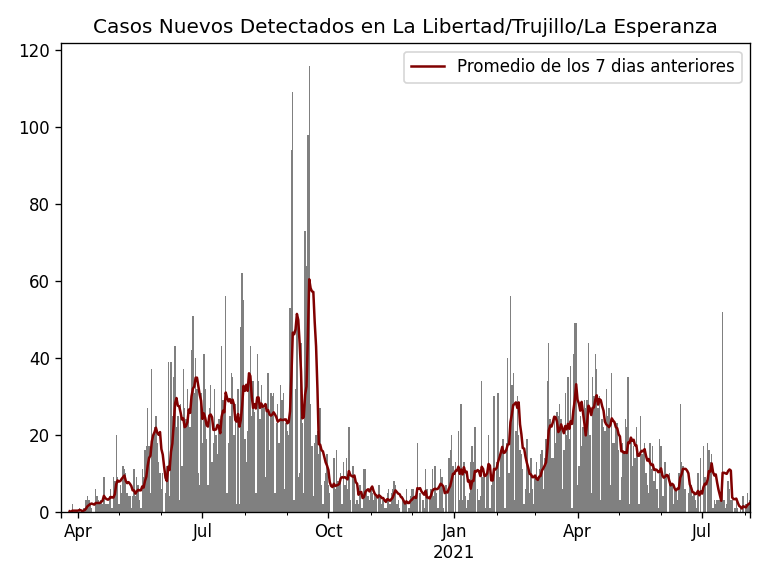 Casos Nuevos Detectados en La Libertad/Trujillo/La Esperanza
Promedio de los 7 dias anteriores
120
100
80
60
40
20
0
Apr Jul Oct Jan Apr Jul
2021